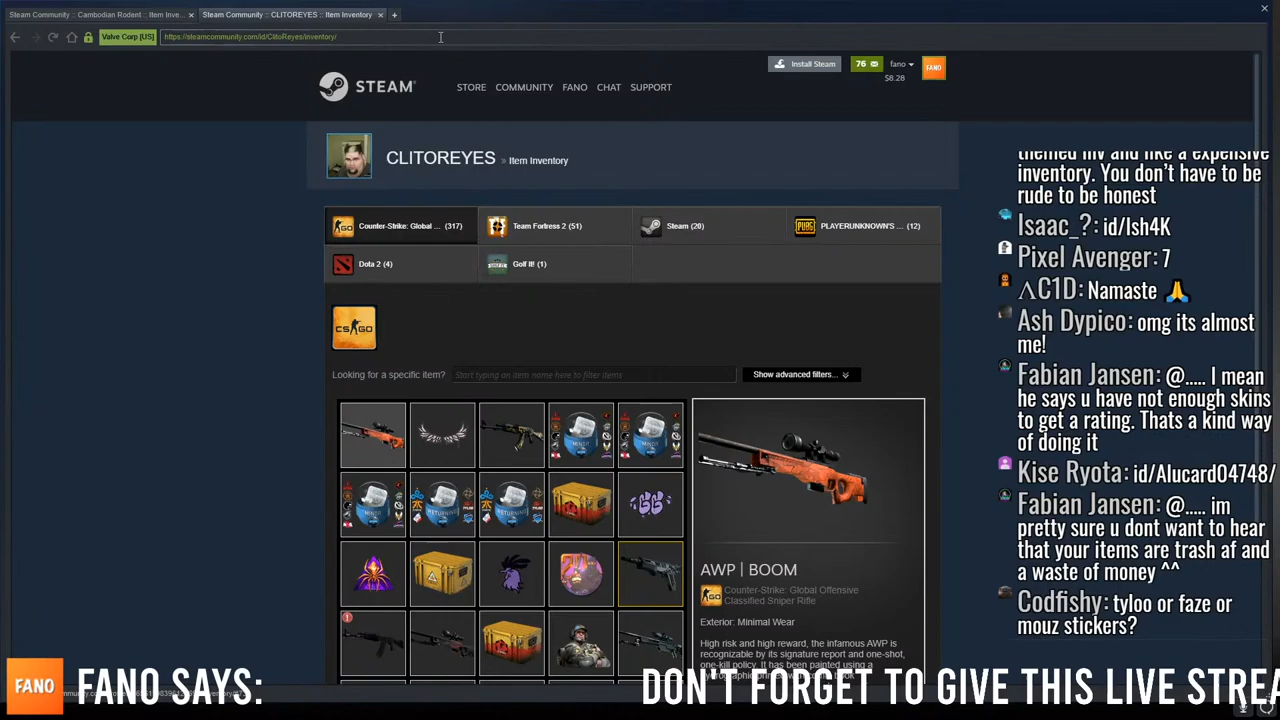 Steam Community :: Cambodian Rodent :: Item Inve... ×
Steam Community :: CLITOREYES :: Item Inventory ×
Valve Corp [US] https://steamcommunity.com/id/ClitoReyes/inventory/
Install Steam
76
fano
$8.28
FANO
STEAM
STORE COMMUNITY FANO CHAT SUPPORT
CLITOREYES » Item Inventory
Counter-Strike: Global ... (317)
Team Fortress 2 (51)
Steam (20)
PUBG
PLAYERUNKNOWN'S ... (12)
Dota 2 (4)
Golf It! (1)
CS GO
Looking for a specific item?
Start typing an item name here to filter items
Show advanced filters...
AWP | BOOM
Counter-Strike: Global Offensive
Classified Sniper Rifle
Exterior: Minimal Wear
High risk and high reward, the infamous AWP is
recognizable by its signature report and one-shot,
one-kill policy. It has been painted using a
themed inv and like a expensive
inventory. You don't have to be
rude to be honest
Isaac_?: id/Ish4K
Pixel Avenger: 7
ΛC1D: Namaste 🙏
Ash Dypico: omg its almost
me!
Fabian Jansen: @..... I mean
he says u have not enough skins
to get a rating. Thats a kind way
of doing it
Kise Ryota: id/Alucard04748/
Fabian Jansen: @..... im
pretty sure u dont want to hear
that your items are trash af and
a waste of money ^^
Codfishy: tyloo or faze or
mouz stickers?
FANO
FANO SAYS:
DON'T FORGET TO GIVE THIS LIVE STREA